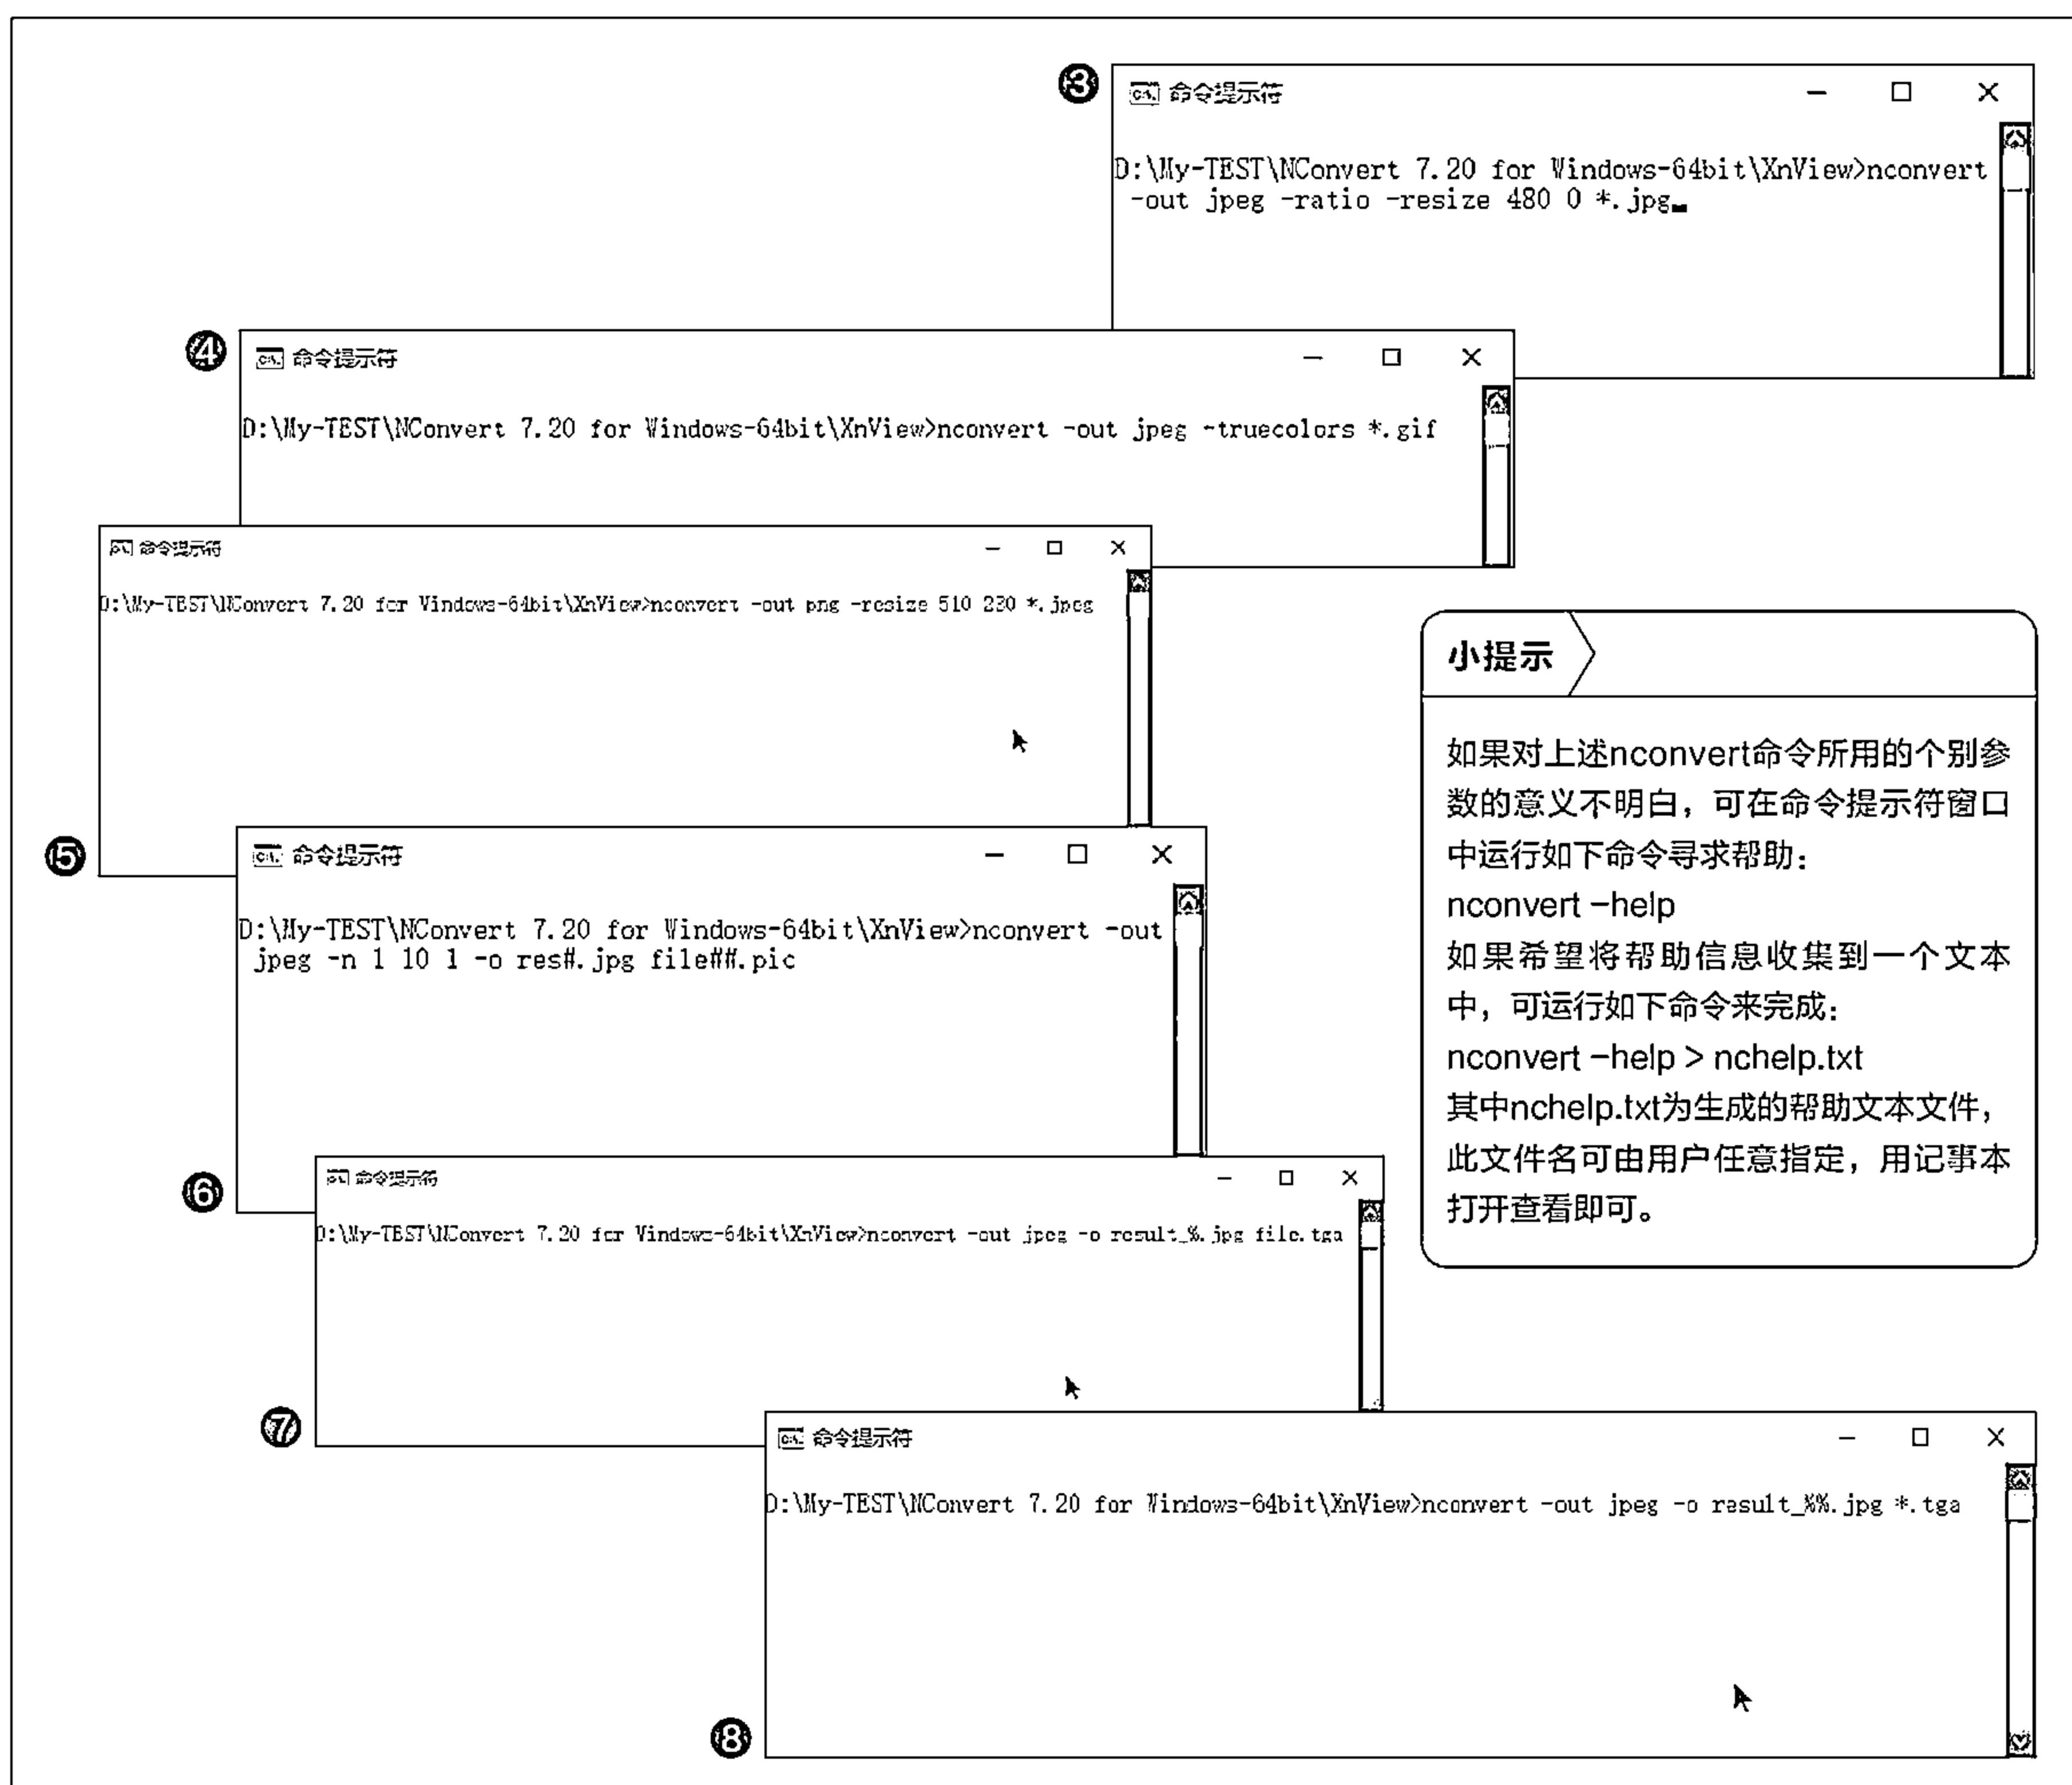 ③
命令提示符
D:\My-TEST\NConvert 7.20 for Windows-64bit\XnView>nconvert
-out jpeg -ratio -resize 480 0 *.jpg
④
命令提示符
D:\My-TEST\NConvert 7.20 for Windows-64bit\XnView>nconvert -out jpeg -truecolors *.gif
命令提示符
D:\My-TEST\NConvert 7.20 for Windows-64bit\XnView>nconvert -out png -resize 510 230 *.jpeg
⑤
命令提示符
D:\My-TEST\NConvert 7.20 for Windows-64bit\XnView>nconvert -out
jpeg -n 1 10 1 -o res#.jpg file##.pic
⑥
命令提示符
D:\My-TEST\NConvert 7.20 for Windows-64bit\XnView>nconvert -out jpeg -o result_%.jpg file.tga
⑦
命令提示符
D:\My-TEST\NConvert 7.20 for Windows-64bit\XnView>nconvert -out jpeg -o result_%%.jpg *.tga
⑧
小提示
如果对上述nconvert命令所用的个别参
数的意义不明白，可在命令提示符窗口
中运行如下命令寻求帮助：
nconvert –help
如果希望将帮助信息收集到一个文本
中，可运行如下命令来完成：
nconvert –help > nchelp.txt
其中nchelp.txt为生成的帮助文本文件，
此文件名可由用户任意指定，用记事本
打开查看即可。